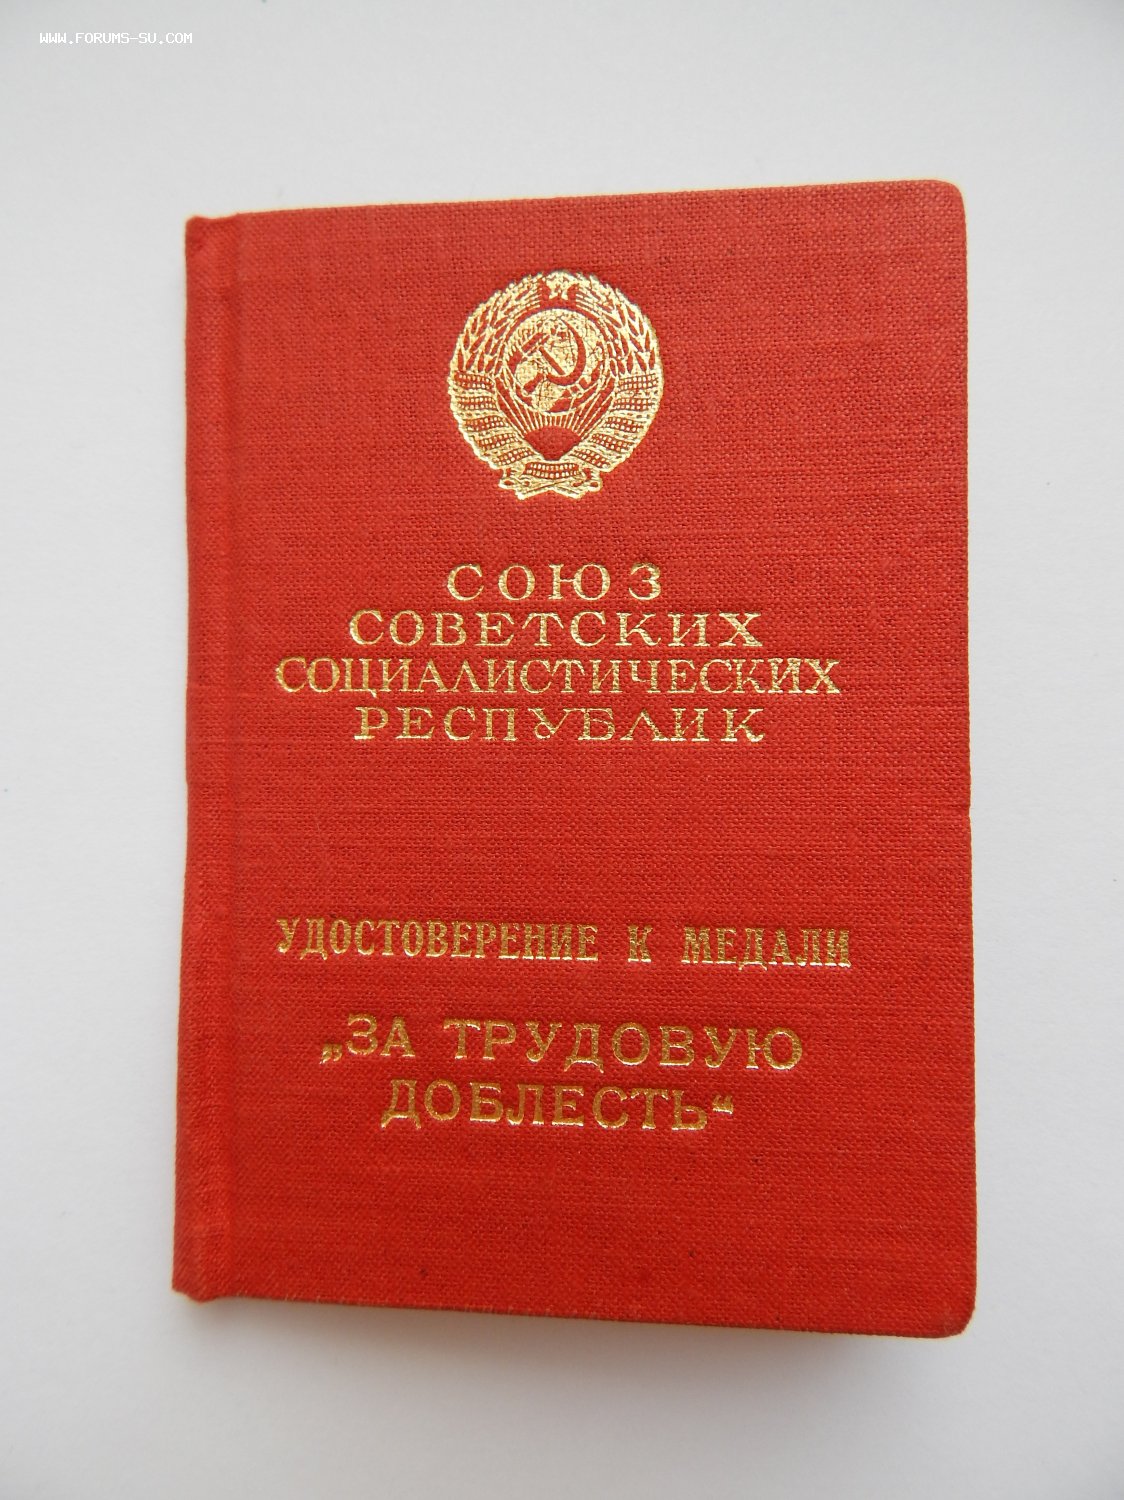 WWW.FORUMS-SU.COM
СОЮЗ
СОВЕТСКИХ
СОЦИАЛИСТИЧЕСКИХ
РЕСПУБЛИК
УДОСТОВЕРЕНИЕ К МЕДАЛИ
„ЗА ТРУДОВУЮ
ДОБЛЕСТЬ“